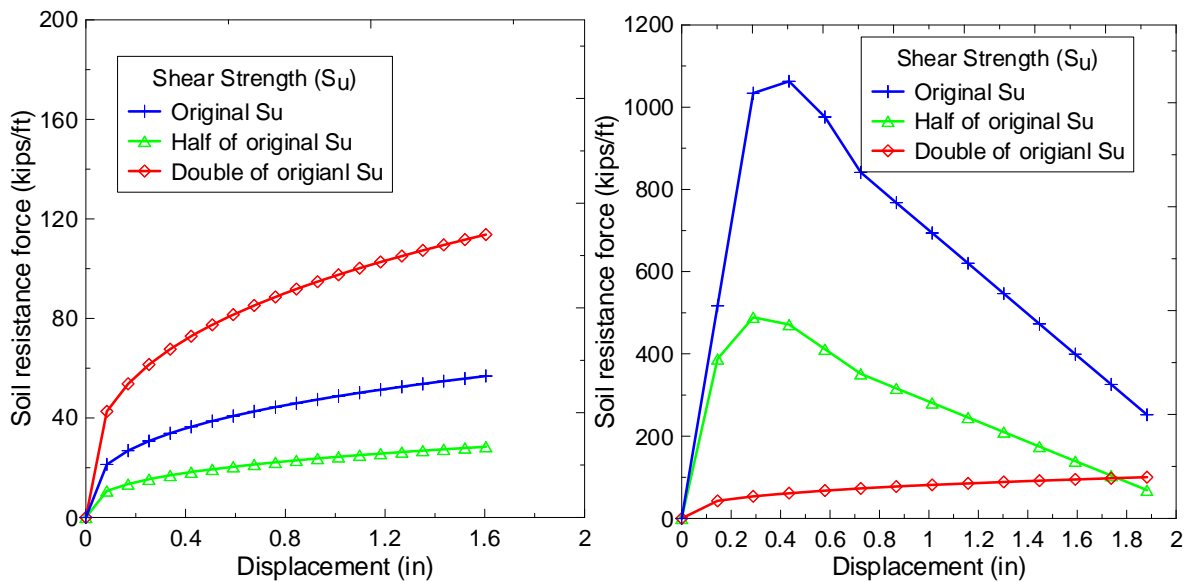 Soil resistance force (kips/ft)
200
160
120
80
40
0
Shear Strength (Su)
Original Su
Half of original Su
Double of origianl Su
0 0.4 0.8 1.2 1.6 2
Displacement (in)
Soil resistance force (kips/ft)
1200
1000
800
600
400
200
0
Shear Strength (Su)
Original Su
Half of original Su
Double of origianl Su
0 0.2 0.4 0.6 0.8 1 1.2 1.4 1.6 1.8 2
Displacement (in)